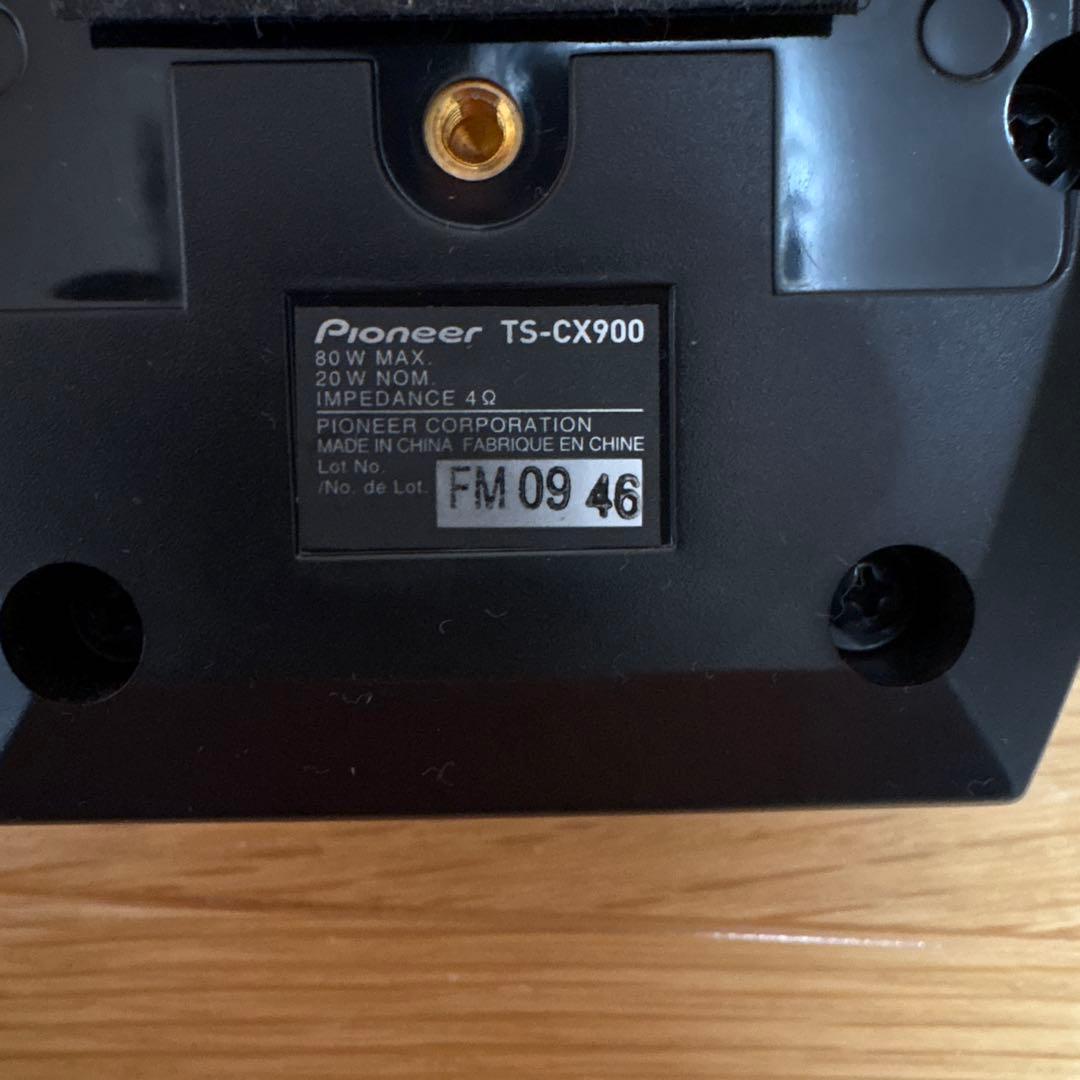 Pioneer TS-CX900
80 W MAX.
20 W NOM.
IMPEDANCE 4 Ω
PIONEER CORPORATION
MADE IN CHINA FABRIQUE EN CHINE
Lot No.
/No. de Lot. FM 09 46